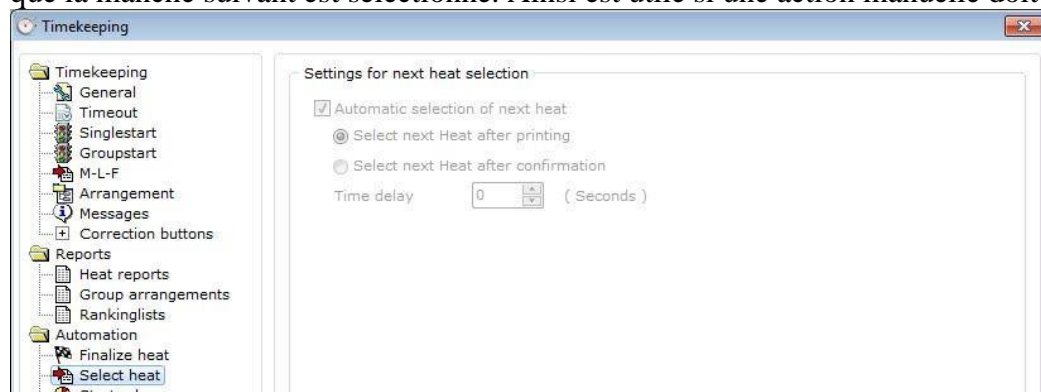 que la manche suivant est sélectionné. Ainsi est utile si une action manuelle doit
Timekeeping
Timekeeping
General
Timeout
Singlestart
Groupstart
M-L-F
Arrangement
Messages
Correction buttons
Reports
Heat reports
Group arrangements
Rankinglists
Automation
Finalize heat
Select heat
Settings for next heat selection
Automatic selection of next heat
Select next Heat after printing
Select next Heat after confirmation
Time delay 0 ( Seconds )